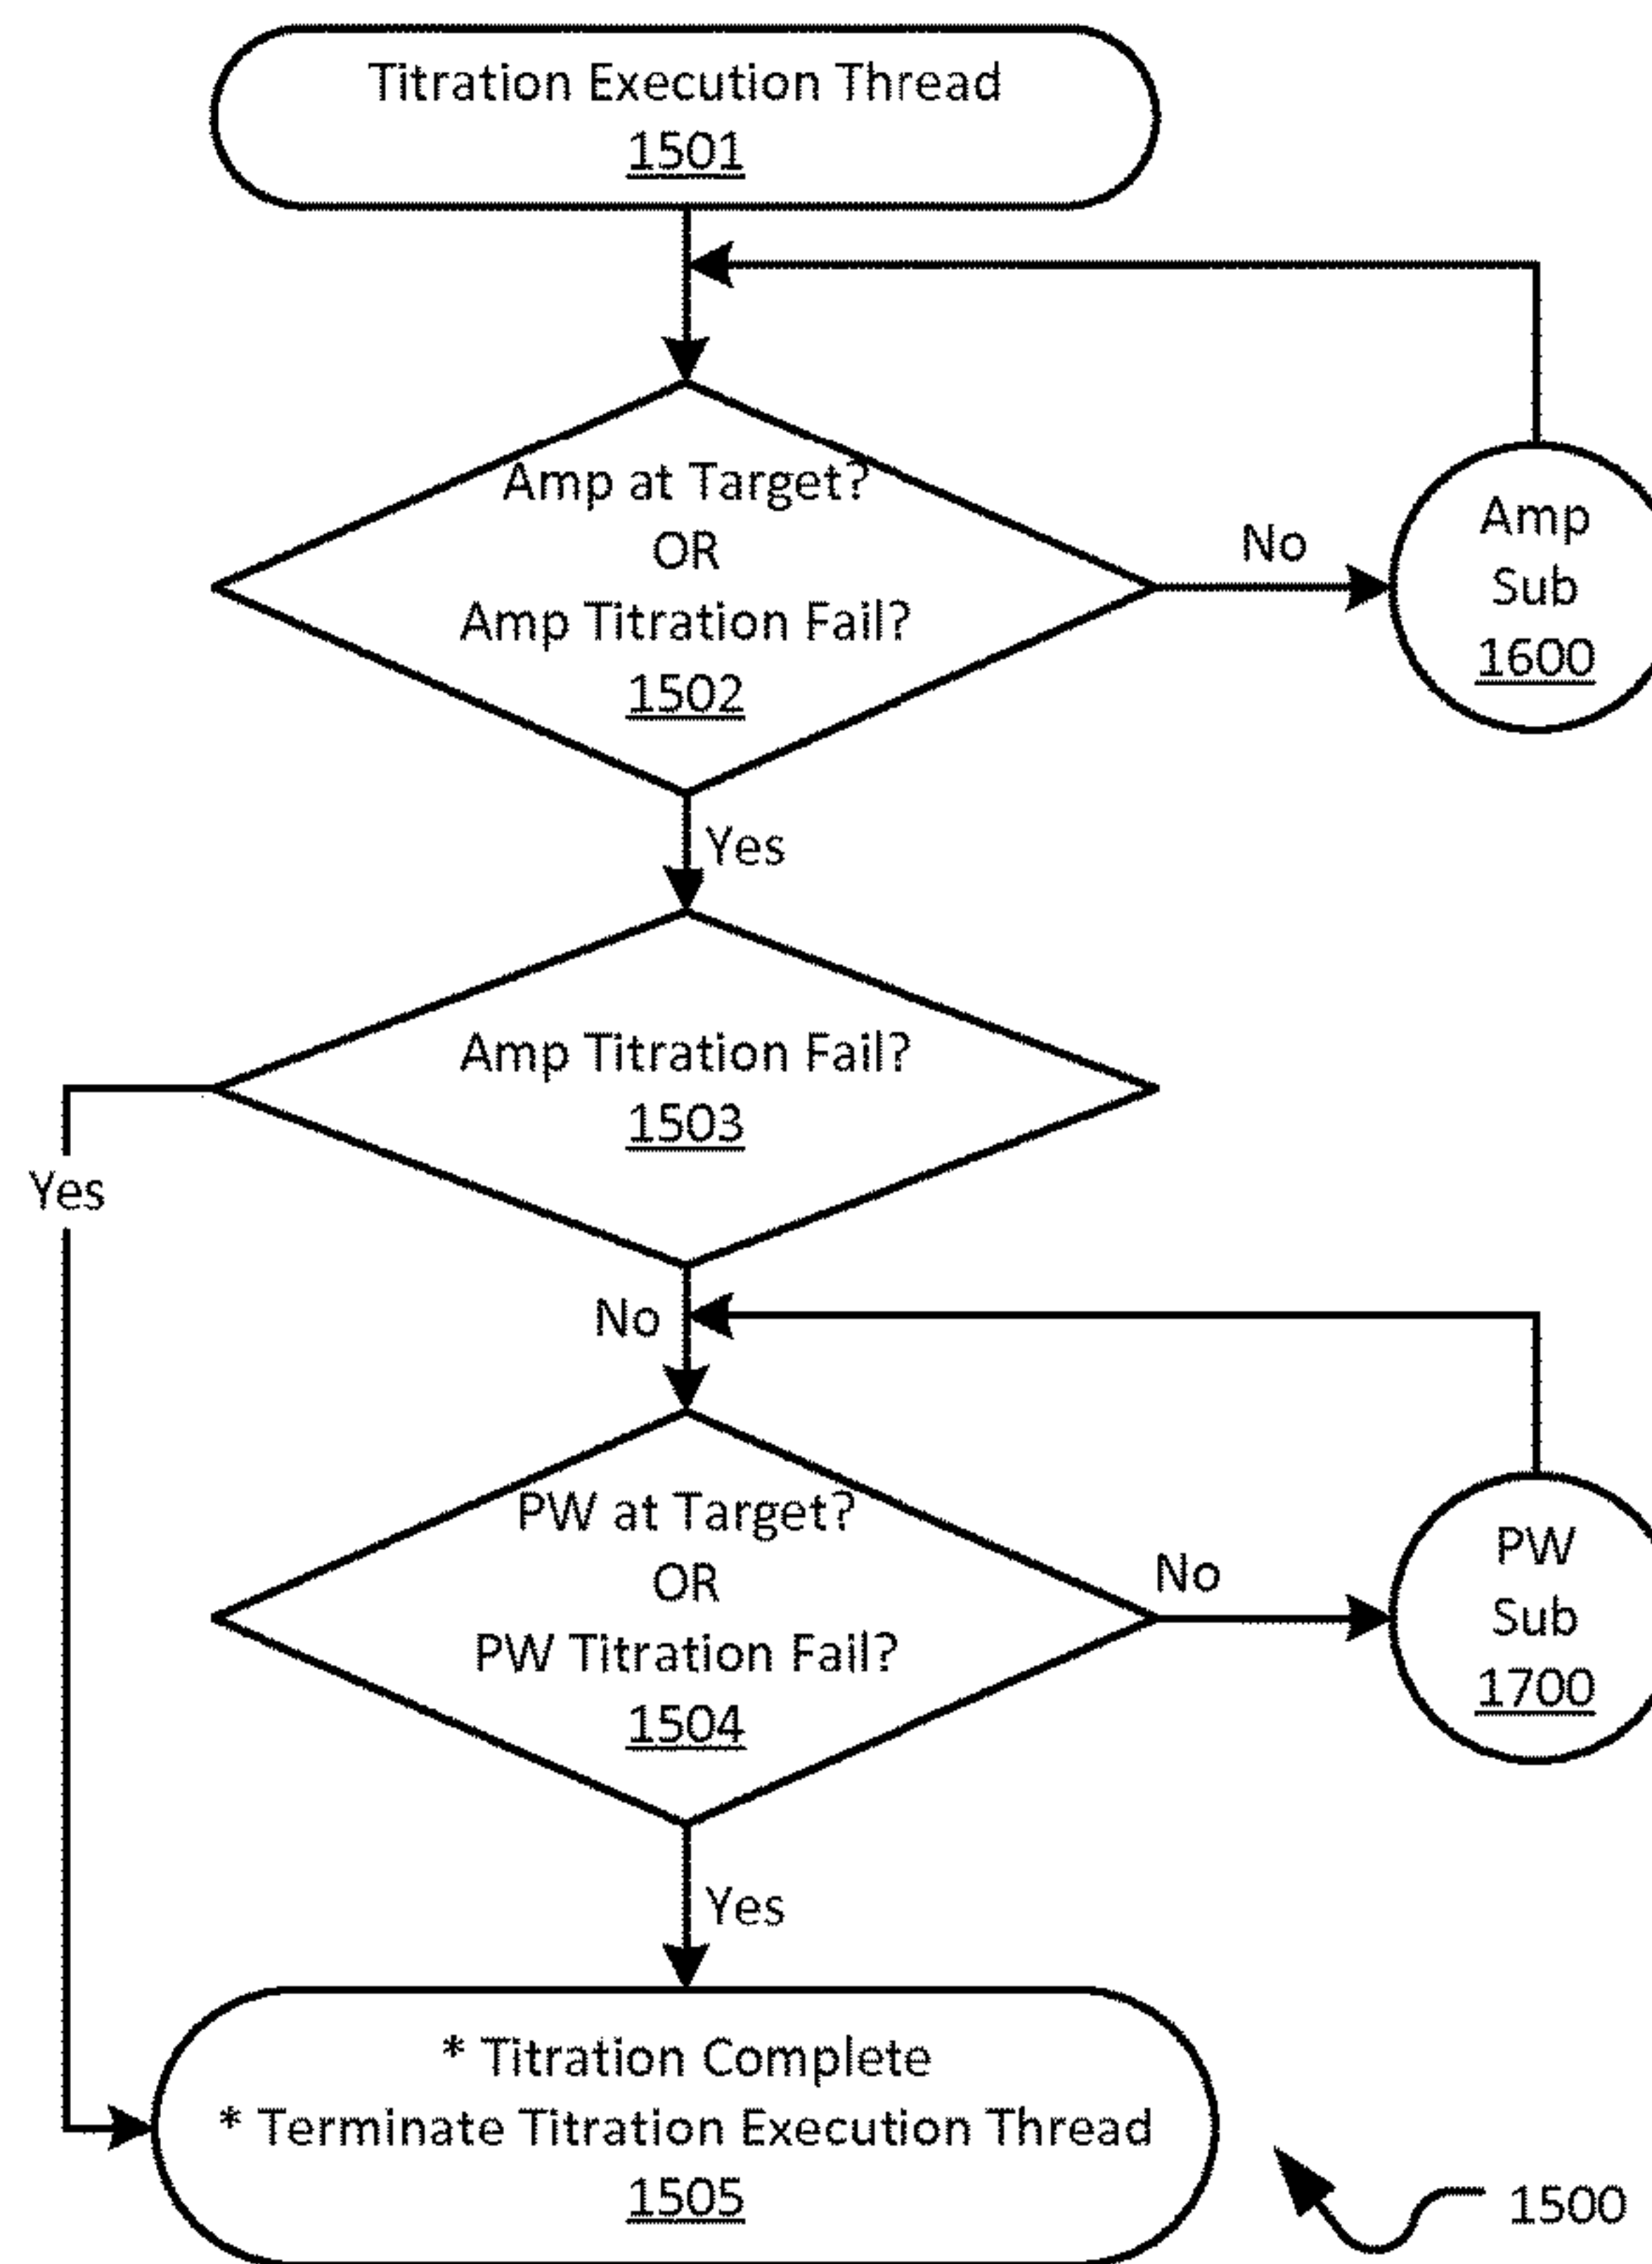 Titration Execution Thread
1501
Amp at Target?
OR
Amp Titration Fail?
1502
No
Amp
Sub
1600
Yes
Amp Titration Fail?
1503
Yes
No
PW at Target?
OR
PW Titration Fail?
1504
No
PW
Sub
1700
Yes
* Titration Complete
* Terminate Titration Execution Thread
1505
1500